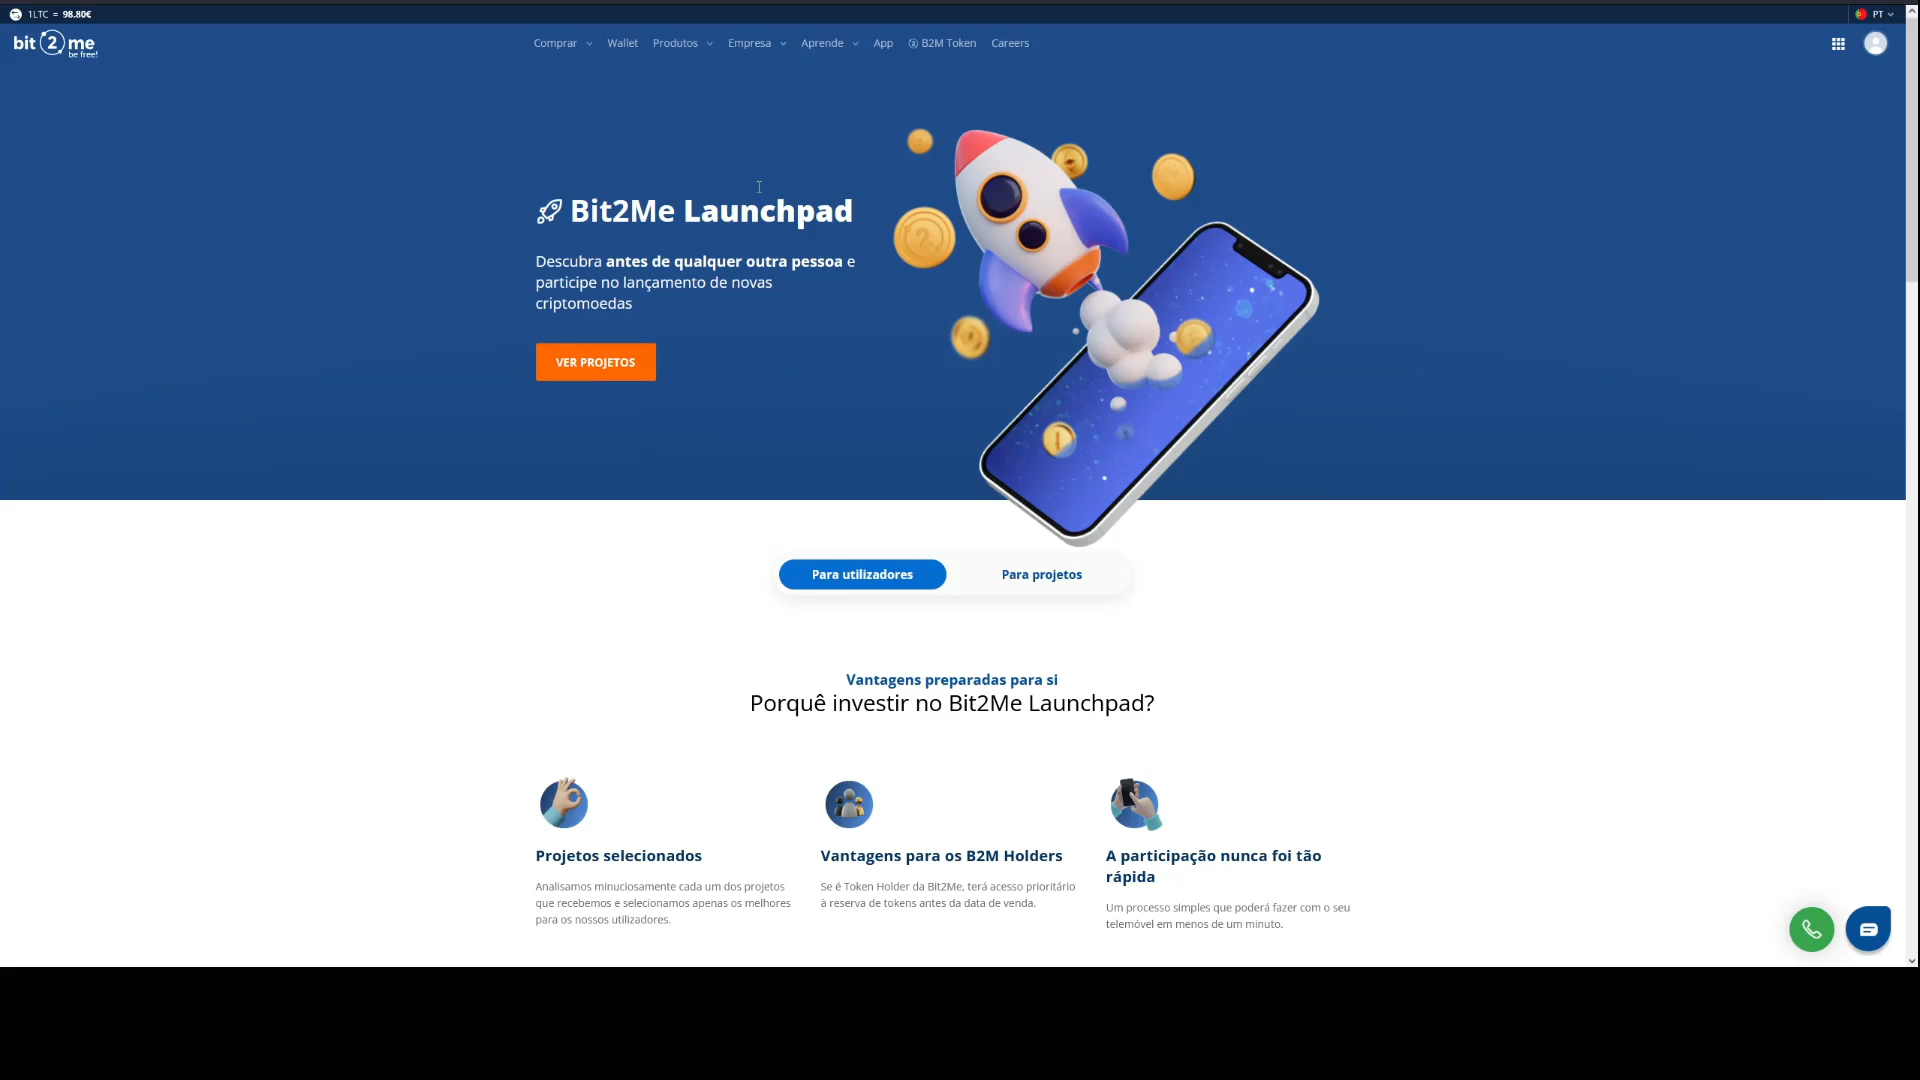 1LTC = 98.80€
PT
bit 2 me
be free!
Comprar
Wallet
Produtos
Empresa
Aprende
App
B2M Token
Careers
Bit2Me Launchpad
Descubra antes de qualquer outra pessoa e
participe no lançamento de novas
criptomoedas
VER PROJETOS
Para utilizadores
Para projetos
Vantagens preparadas para si
Porquê investir no Bit2Me Launchpad?
Projetos selecionados
Analisamos minuciosamente cada um dos projetos
que recebemos e selecionamos apenas os melhores
para os nossos utilizadores.
Vantagens para os B2M Holders
Se é Token Holder da Bit2Me, terá acesso prioritário
à reserva de tokens antes da data de venda.
A participação nunca foi tão
rápida
Um processo simples que poderá fazer com o seu
telemóvel em menos de um minuto.